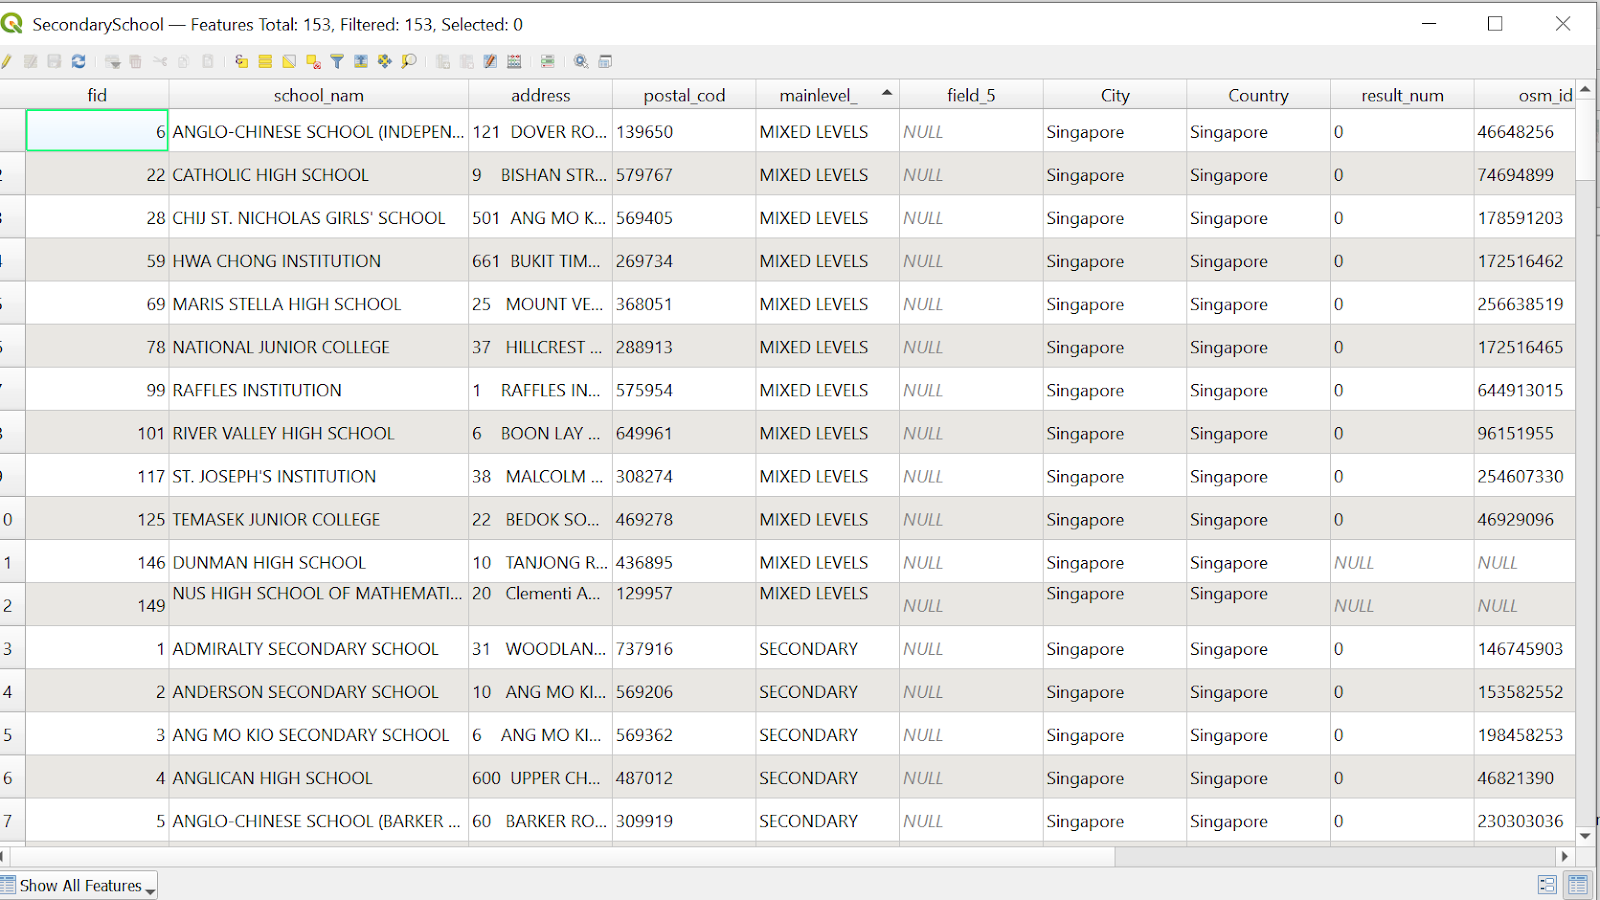 SecondarySchool — Features Total: 153, Filtered: 153, Selected: 0
fid school_nam address postal_cod mainlevel_ field_5 City Country result_num osm_id
6 ANGLO-CHINESE SCHOOL (INDEPEN... 121 DOVER RO... 139650 MIXED LEVELS NULL Singapore Singapore 0 46648256
2 22 CATHOLIC HIGH SCHOOL 9 BISHAN STR... 579767 MIXED LEVELS NULL Singapore Singapore 0 74694899
3 28 CHIJ ST. NICHOLAS GIRLS' SCHOOL 501 ANG MO K... 569405 MIXED LEVELS NULL Singapore Singapore 0 178591203
4 59 HWA CHONG INSTITUTION 661 BUKIT TIM... 269734 MIXED LEVELS NULL Singapore Singapore 0 172516462
5 69 MARIS STELLA HIGH SCHOOL 25 MOUNT VE... 368051 MIXED LEVELS NULL Singapore Singapore 0 256638519
6 78 NATIONAL JUNIOR COLLEGE 37 HILLCREST ... 288913 MIXED LEVELS NULL Singapore Singapore 0 172516465
7 99 RAFFLES INSTITUTION 1 RAFFLES IN... 575954 MIXED LEVELS NULL Singapore Singapore 0 644913015
8 101 RIVER VALLEY HIGH SCHOOL 6 BOON LAY ... 649961 MIXED LEVELS NULL Singapore Singapore 0 96151955
9 117 ST. JOSEPH'S INSTITUTION 38 MALCOLM ... 308274 MIXED LEVELS NULL Singapore Singapore 0 254607330
0 125 TEMASEK JUNIOR COLLEGE 22 BEDOK SO... 469278 MIXED LEVELS NULL Singapore Singapore 0 46929096
1 146 DUNMAN HIGH SCHOOL 10 TANJONG R... 436895 MIXED LEVELS NULL Singapore Singapore NULL NULL
2 149 NUS HIGH SCHOOL OF MATHEMATI... 20 Clementi A... 129957 MIXED LEVELS NULL Singapore Singapore NULL NULL
3 1 ADMIRALTY SECONDARY SCHOOL 31 WOODLAN... 737916 SECONDARY NULL Singapore Singapore 0 146745903
4 2 ANDERSON SECONDARY SCHOOL 10 ANG MO KI... 569206 SECONDARY NULL Singapore Singapore 0 153582552
5 3 ANG MO KIO SECONDARY SCHOOL 6 ANG MO KI... 569362 SECONDARY NULL Singapore Singapore 0 198458253
6 4 ANGLICAN HIGH SCHOOL 600 UPPER CH... 487012 SECONDARY NULL Singapore Singapore 0 46821390
7 5 ANGLO-CHINESE SCHOOL (BARKER ... 60 BARKER RO... 309919 SECONDARY NULL Singapore Singapore 0 230303036
Show All Features